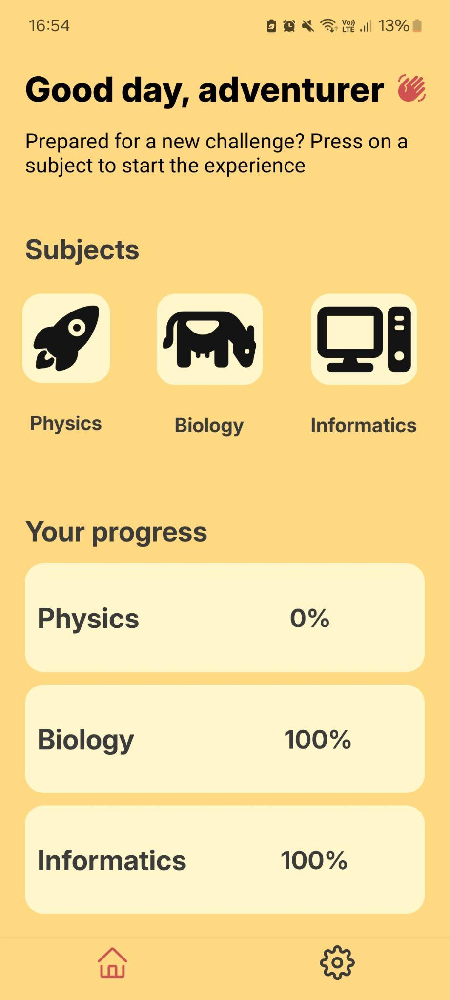 16:54
Vo))
LTE
13%
Good day, adventurer
Prepared for a new challenge? Press on a
subject to start the experience
Subjects
Physics
Biology
Informatics
Your progress
Physics 0%
Biology 100%
Informatics 100%